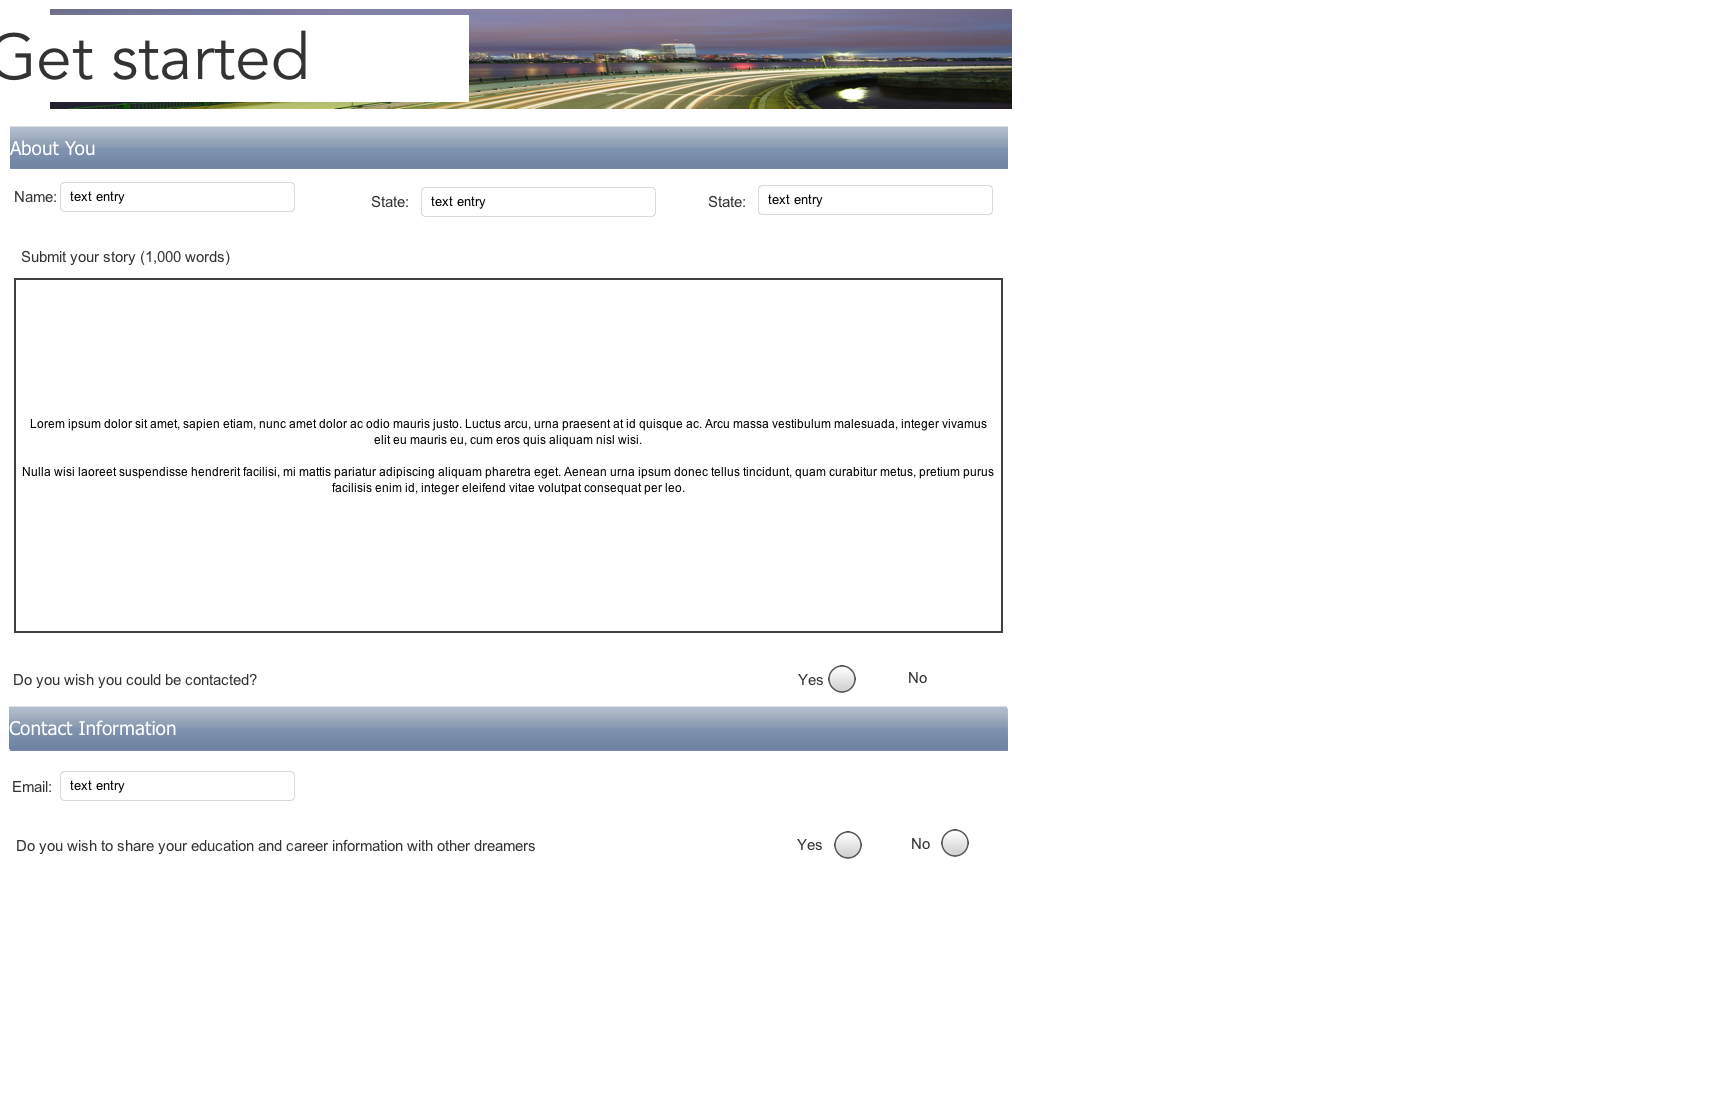 Get started
About You
Name: text entry State: text entry State: text entry
Submit your story (1,000 words)
Lorem ipsum dolor sit amet, sapien etiam, nunc amet dolor ac odio mauris justo. Luctus arcu, urna praesent at id quisque ac. Arcu massa vestibulum malesuada, integer vivamus
elit eu mauris eu, cum eros quis aliquam nisl wisi.
Nulla wisi laoreet suspendisse hendrerit facilisi, mi mattis pariatur adipiscing aliquam pharetra eget. Aenean urna ipsum donec tellus tincidunt, quam curabitur metus, pretium purus
facilisis enim id, integer eleifend vitae volutpat consequat per leo.
Do you wish you could be contacted? Yes No
Contact Information
Email: text entry
Do you wish to share your education and career information with other dreamers Yes No